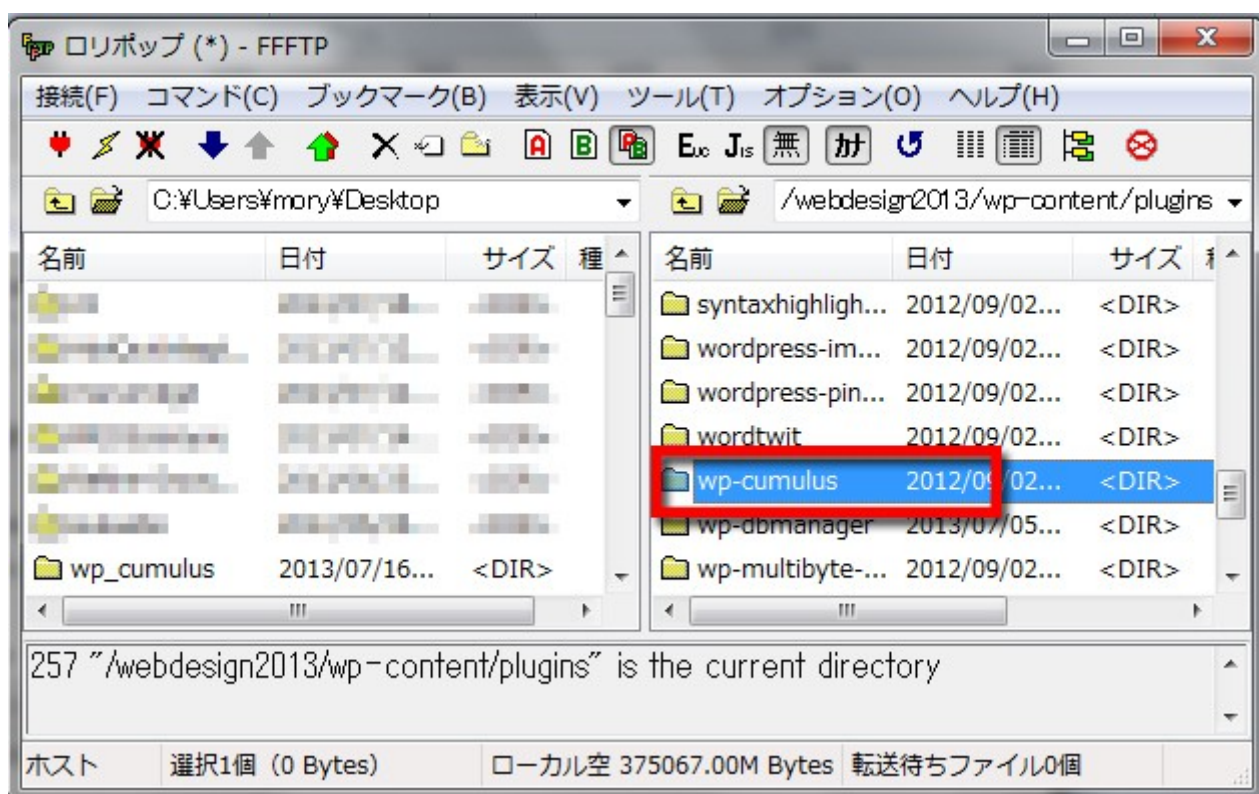 ロリポップ (*) - FFFTP
接続(F) コマンド(C) ブックマーク(B) 表示(V) ツール(T) オプション(O) ヘルプ(H)
A B Euc JIS 無 カナ
C:¥Users¥mory¥Desktop /webdesign2013/wp-content/plugins
名前 日付 サイズ 種 名前 日付 サイズ
syntaxhighligh... 2012/09/02... <DIR>
wordpress-im... 2012/09/02... <DIR>
wordpress-pin... 2012/09/02... <DIR>
wordtwit 2012/09/02... <DIR>
wp-cumulus 2012/09/02... <DIR>
wp-dbmanager 2013/07/05... <DIR>
wp_cumulus 2013/07/16... <DIR> wp-multibyte-... 2012/09/02... <DIR>
257 "/webdesign2013/wp-content/plugins" is the current directory
ホスト 選択1個 (0 Bytes) ローカル空 375067.00M Bytes 転送待ちファイル0個